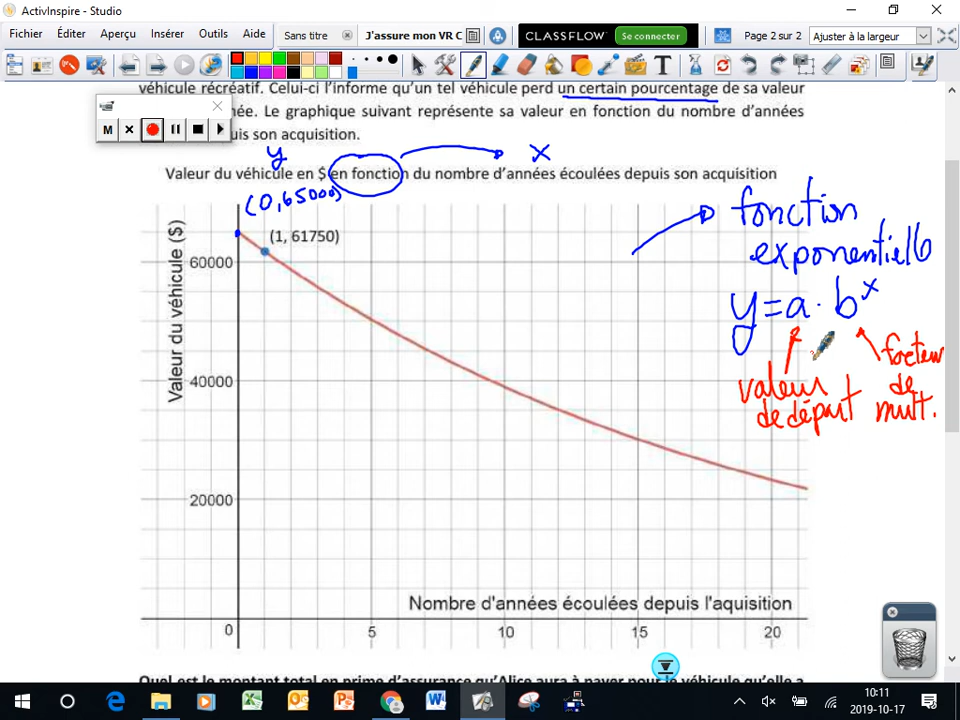 ActivInspire - Studio
Fichier Éditer Aperçu Insérer Outils Aide Sans titre J'assure mon VR C CLASSFLOW Se connecter Page 2 sur 2 Ajuster à la largeur
véhicule récréatif. Celui-ci l'informe qu'un tel véhicule perd un certain pourcentage de sa valeur
née. Le graphique suivant représente sa valeur en fonction du nombre d'années
uis son acquisition.
M
y x
Valeur du véhicule en $ en fonction du nombre d'années écoulées depuis son acquisition
(0,65000)
(1, 61750)
fonction
exponentielle
y = a · b^x
valeur
de départ
facteur
de
mult.
Valeur du véhicule ($)
60000
40000
20000
Nombre d'années écoulées depuis l'aquisition
0 5 10 15 20
Quel est le montant total en prime d'assurance qu'Alice aura à payer pour le véhicule qu'elle a
10:11
2019-10-17